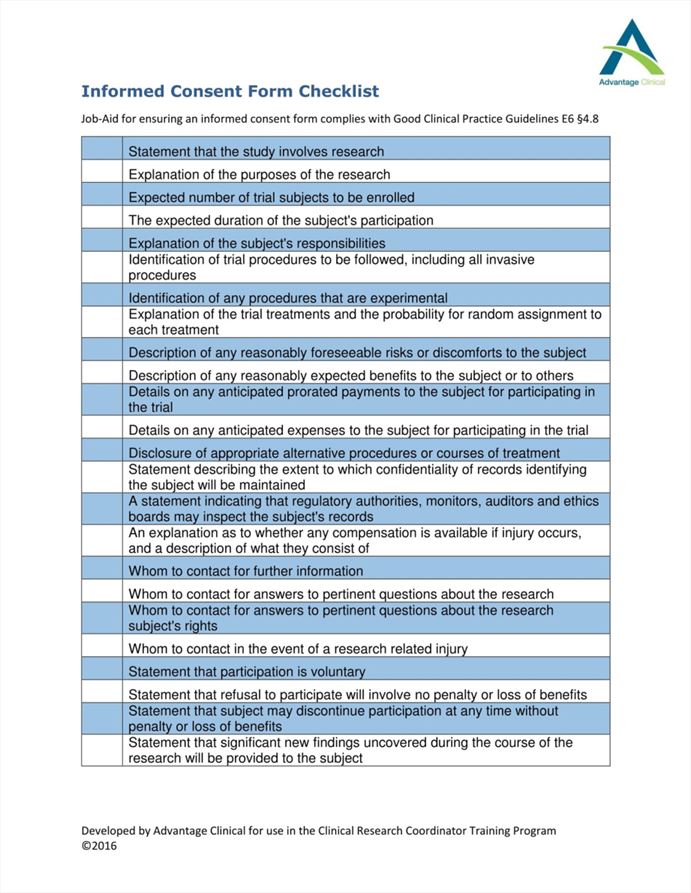 Advantage Clinical
Informed Consent Form Checklist
Job-Aid for ensuring an informed consent form complies with Good Clinical Practice Guidelines E6 §4.8
Statement that the study involves research
Explanation of the purposes of the research
Expected number of trial subjects to be enrolled
The expected duration of the subject's participation
Explanation of the subject's responsibilities
Identification of trial procedures to be followed, including all invasive
procedures
Identification of any procedures that are experimental
Explanation of the trial treatments and the probability for random assignment to
each treatment
Description of any reasonably foreseeable risks or discomforts to the subject
Description of any reasonably expected benefits to the subject or to others
Details on any anticipated prorated payments to the subject for participating in
the trial
Details on any anticipated expenses to the subject for participating in the trial
Disclosure of appropriate alternative procedures or courses of treatment
Statement describing the extent to which confidentiality of records identifying
the subject will be maintained
A statement indicating that regulatory authorities, monitors, auditors and ethics
boards may inspect the subject's records
An explanation as to whether any compensation is available if injury occurs,
and a description of what they consist of
Whom to contact for further information
Whom to contact for answers to pertinent questions about the research
Whom to contact for answers to pertinent questions about the research
subject's rights
Whom to contact in the event of a research related injury
Statement that participation is voluntary
Statement that refusal to participate will involve no penalty or loss of benefits
Statement that subject may discontinue participation at any time without
penalty or loss of benefits
Statement that significant new findings uncovered during the course of the
research will be provided to the subject
Developed by Advantage Clinical for use in the Clinical Research Coordinator Training Program
©2016